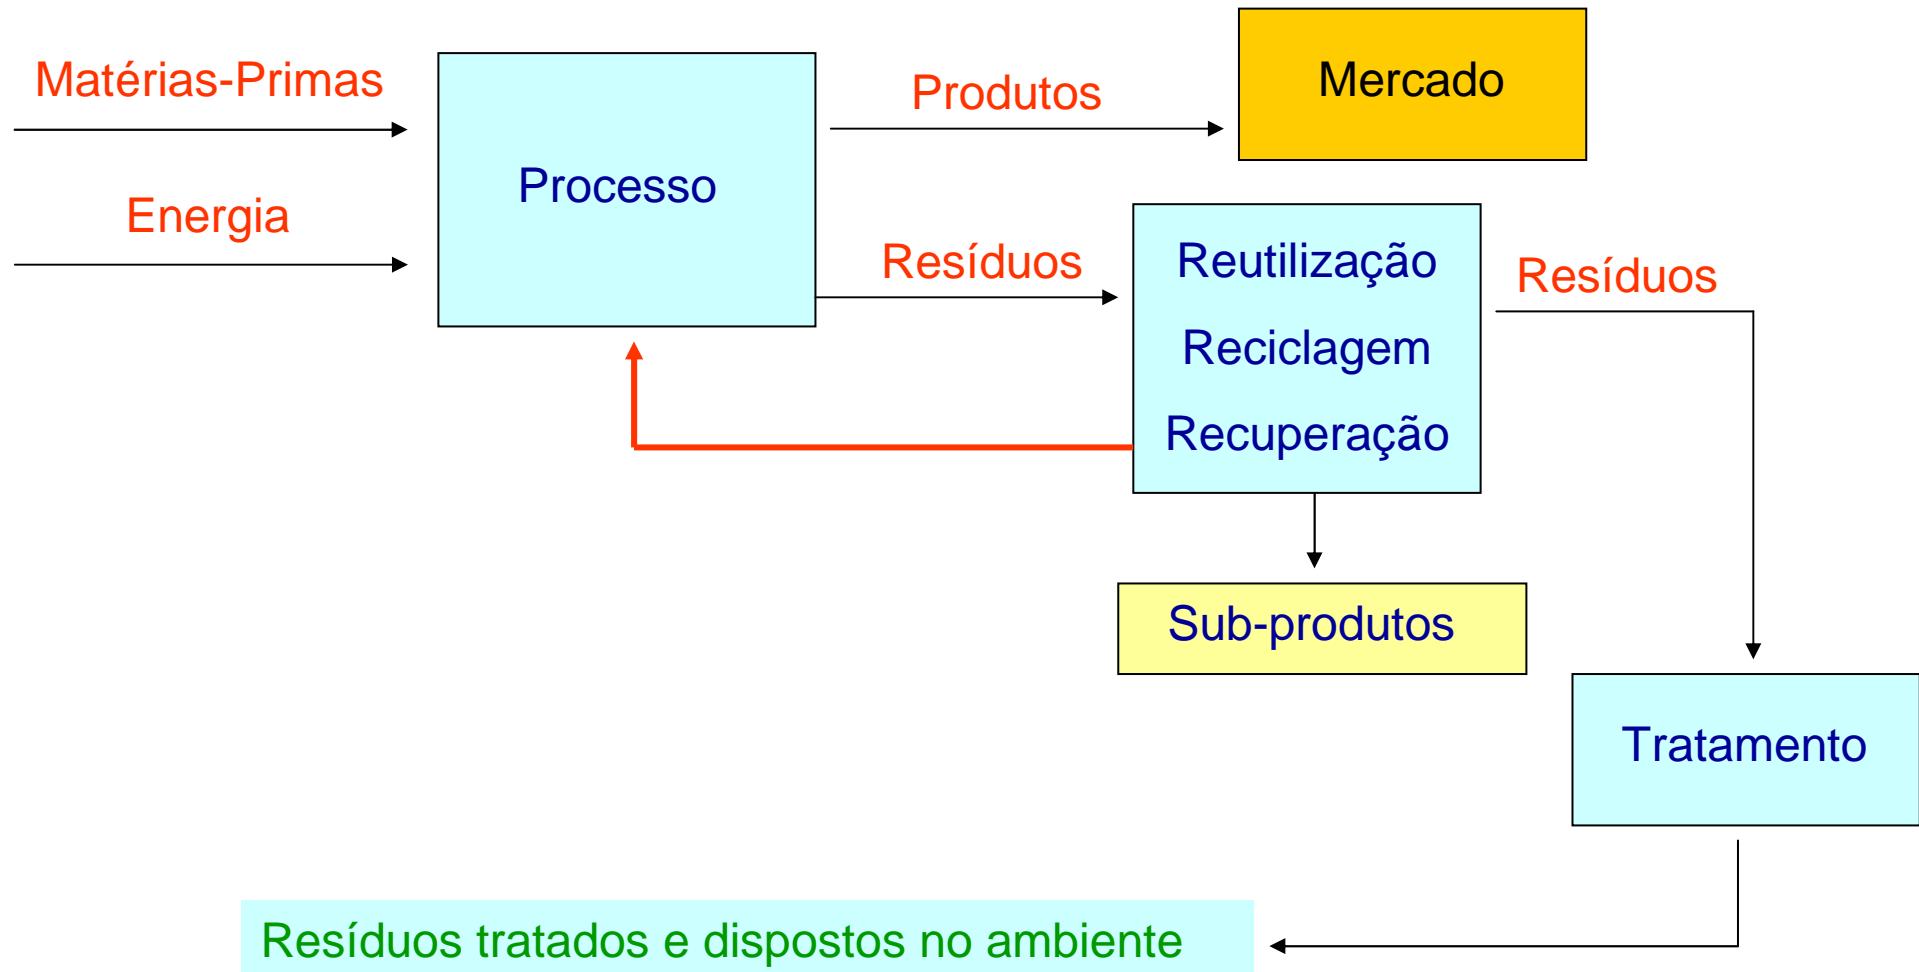 Matérias-Primas
Energia
Processo
Produtos
Mercado
Resíduos
Reutilização
Reciclagem
Recuperação
Resíduos
Sub-produtos
Tratamento
Resíduos tratados e dispostos no ambiente